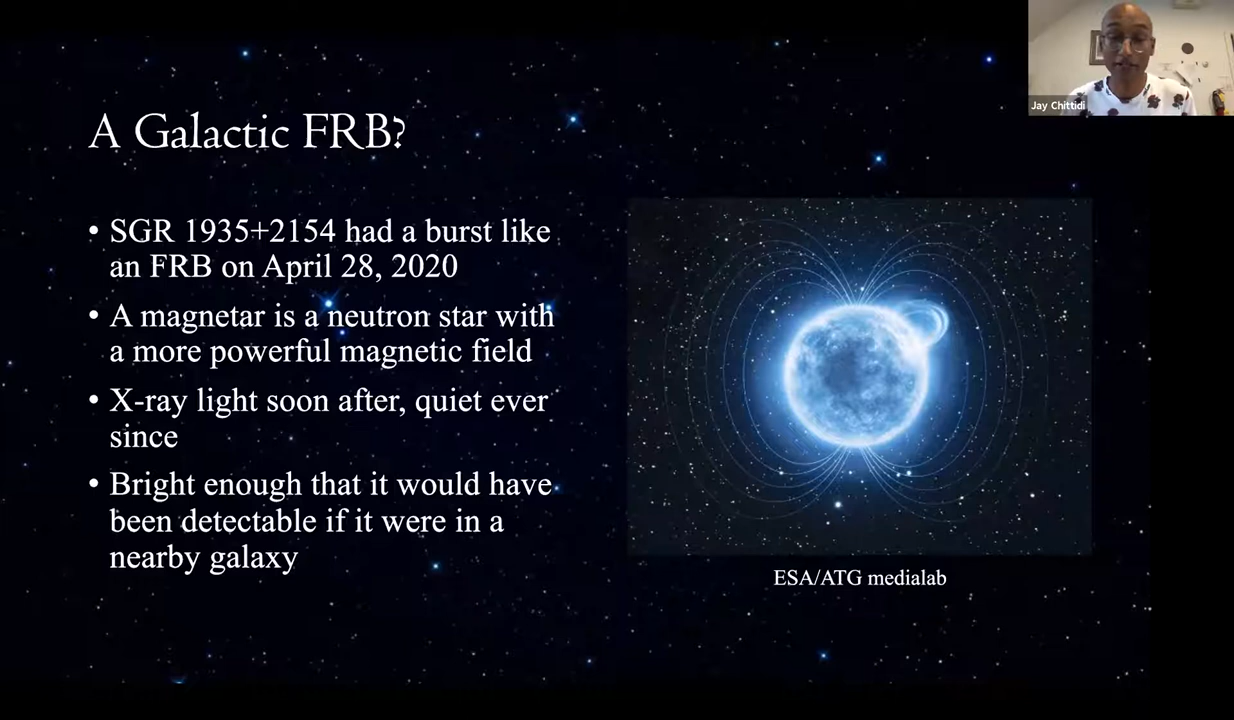 Jay Chittidi
A Galactic FRB?
• SGR 1935+2154 had a burst like
an FRB on April 28, 2020
• A magnetar is a neutron star with
a more powerful magnetic field
• X-ray light soon after, quiet ever
since
• Bright enough that it would have
been detectable if it were in a
nearby galaxy
ESA/ATG medialab